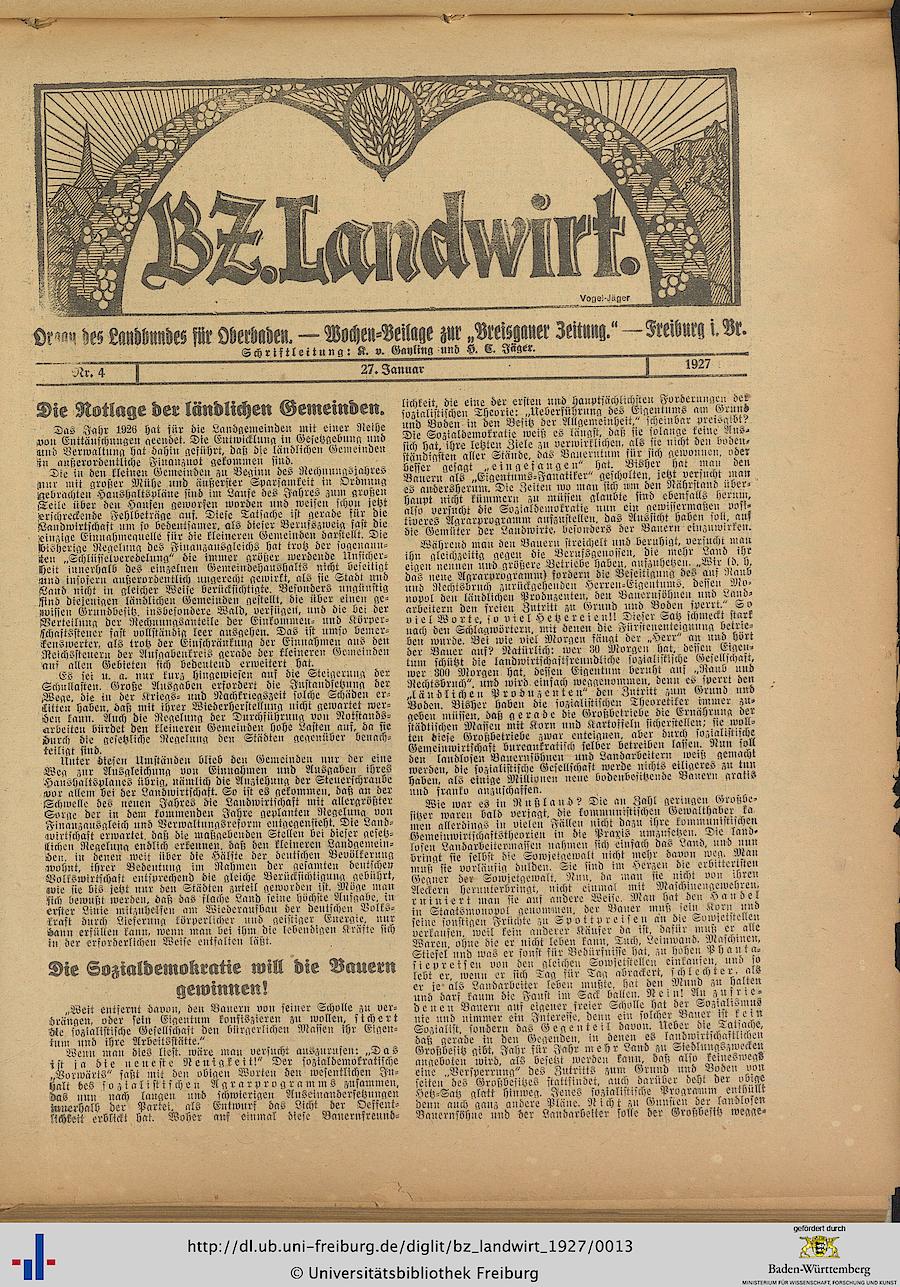 BZ. Landwirt.
Vogel-Jäger
Organ des Landbundes für Oberbaden. — Wochen-Beilage zur „Breisgauer Zeitung.“ — Freiburg i. Br.
Schriftleitung: K. v. Gayling und H. C. Jäger.
Nr. 4
27. Januar
1927
Die Notlage der ländlichen Gemeinden.
Das Jahr 1926 hat für die Landgemeinden mit einer Reihe
von Enttäuschungen geendet. Die Entwicklung in Gesetzgebung und
und Verwaltung hat dahin geführt, daß die ländlichen Gemeinden
in außerordentliche Finanznot gekommen sind.
Die in den kleinen Gemeinden zu Beginn des Rechnungsjahres
nur mit großer Mühe und äußerster Sparsamkeit in Ordnung
gebrachten Haushaltspläne sind im Laufe des Jahres zum großen
Teile über den Haufen geworfen worden und weisen schon jetzt
erschreckende Fehlbeträge auf. Diese Tatsache ist gerade für die
Landwirtschaft um so bedeutsamer, als dieser Berufszweig fast die
einzige Einnahmequelle für die kleineren Gemeinden darstellt. Die
bisherige Regelung des Finanzausgleichs hat trotz der sogenann-
ten „Schlüsselveredelung“ die immer größer werdende Unsicher-
heit innerhalb des einzelnen Gemeindehaushalts nicht beseitigt
und insofern außerordentlich ungerecht gewirkt, als sie Stadt und
Land nicht in gleicher Weise berücksichtigte. Besonders ungünstig
sind diejenigen ländlichen Gemeinden gestellt, die über einen ge-
wissen Grundbesitz, insbesondere Wald, verfügen, und die bei der
Verteilung der Rechnungsanteile der Einkommen- und Körper-
schaftssteuer fast vollständig leer ausgehen. Das ist umso bemer-
kenswerter, als trotz der Einschränkung der Einnahmen aus den
Reichssteuern der Aufgabenkreis gerade der kleineren Gemeinden
auf allen Gebieten sich bedeutend erweitert hat.
Es sei u. a. nur kurz hingewiesen auf die Steigerung der
Schullasten. Große Ausgaben erfordert die Instandsetzung der
Wege, die in der Kriegs- und Nachkriegszeit solche Schäden er-
litten haben, daß mit ihrer Wiederherstellung nicht gewartet wer-
den kann. Auch die Regelung der Durchführung von Notstands-
arbeiten bürdet den kleineren Gemeinden hohe Lasten auf, da sie
durch die gesetzliche Regelung den Städten gegenüber benach-
teiligt sind.
Unter diesen Umständen blieb den Gemeinden nur der eine
Weg zur Ausgleichung von Einnahmen und Ausgaben ihres
Haushaltsplanes übrig, nämlich die Anziehung der Steuerschraube
vor allem bei der Landwirtschaft. So ist es gekommen, daß an der
Schwelle des neuen Jahres die Landwirtschaft mit allergrößter
Sorge der in dem kommenden Jahre geplanten Regelung von
Finanzausgleich und Verwaltungsreform entgegensieht. Die Land-
wirtschaft erwartet, daß die maßgebenden Stellen bei dieser gesetz-
lichen Regelung endlich erkennen, daß den kleineren Landgemein-
den, in denen weit über die Hälfte der deutschen Bevölkerung
wohnt, ihrer Bedeutung im Rahmen der gesamten deutschen
Volkswirtschaft entsprechend die gleiche Berücksichtigung gebührt,
wie sie bis jetzt nur den Städten zuteil geworden ist. Möge man
sich bewußt werden, daß das flache Land seine höchste Aufgabe, in
erster Linie mitzuhelfen am Wiederaufbau der deutschen Volks-
kraft durch Lieferung körperlicher und geistiger Energie, nur
dann erfüllen kann, wenn man bei ihm die lebendigen Kräfte sich
in der erforderlichen Weise entfalten läßt.
Die Sozialdemokratie will die Bauern
gewinnen!
„Weit entfernt davon, den Bauern von seiner Scholle zu ver-
drängen, oder sein Eigentum konfiszieren zu wollen, sichert
die sozialistische Gesellschaft den bürgerlichen Massen ihr Eigen-
tum und ihre Arbeitsstätte.“
Wenn man dies liest, wäre man versucht auszurufen: „Das
ist ja die neueste Neuigkeit!“ Der sozialdemokratische
„Vorwärts“ faßt mit den obigen Worten den wesentlichen In-
halt des sozialistischen Agrarprogramms zusammen,
das nun nach langen und schwierigen Auseinandersetzungen
innerhalb der Partei, als Entwurf das Licht der Oeffent-
lichkeit erblickt hat. Woher auf einmal diese Bauernfreund-
lichkeit, die eine der ersten und hauptsächlichsten Forderungen der
sozialistischen Theorie: „Ueberführung des Eigentums am Grund
und Boden in den Besitz der Allgemeinheit,“ scheinbar preisgibt?
Die Sozialdemokratie weiß es längst, daß sie solange keine Aus-
sich hat, ihre letzten Ziele zu verwirklichen, als sie nicht den boden-
ständigsten aller Stände, das Bauerntum für sich gewonnen, oder
besser gesagt „eingefangen“ hat. Bisher hat man den
Bauern als „Eigentums-Fanatiker“ gescholten, jetzt versucht man
es andersherum. Die Zeiten wo man sich um den Nährstand über-
haupt nicht kümmern zu müssen glaubte sind ebenfalls herum,
also versucht die Sozialdemokratie nun ein gewissermaßen posi-
tiveres Agrarprogramm aufzustellen, das Aussicht haben soll, auf
die Gemüter der Landwirte, besonders der Bauern einzuwirken.
Während man den Bauern streichelt und beruhigt, versucht man
ihn gleichzeitig gegen die Berufsgenossen, die mehr Land ihr
eigen nennen und größere Betriebe haben, aufzuhetzen. „Wir (d. h.
das neue Agrarprogramm) fordern die Beseitigung des auf Raub
und Rechtsbruch zurückgehenden Herren-Eigentums, dessen Mo-
nopol den ländlichen Produzenten, den Bauernsöhnen und Land-
arbeitern den freien Zutritt zu Grund und Boden sperrt.“ So
viel Worte, so viel Hetzereien!! Dieser Satz schmeckt stark
nach den Schlagwörtern, mit denen die Fürstenenteignung betrie-
ben wurde. Bei wie viel Morgen fängt der „Herr“ an und hört
der Bauer auf? Natürlich: wer 30 Morgen hat, dessen Eigen-
tum schützt die landwirtschaftsfreundliche sozialistische Gesellschaft,
wer 300 Morgen hat, dessen Eigentum beruht auf „Raub und
Rechtsbruch“, und wird einfach weggenommen, denn es sperrt den
„ländlichen Produzenten“ den Zutritt zum Grund und
Boden. Bisher haben die sozialistischen Theoretiker immer zu-
geben müssen, daß gerade die Großbetriebe die Ernährung der
städtischen Massen mit Korn und Kartoffeln sicherstellen; sie woll-
ten diese Großbetriebe zwar enteignen, aber durch sozialistische
Gemeinwirtschaft bureaukratisch selber betreiben lassen. Nun soll
den landlosen Bauernsöhnen und Landarbeitern weiß gemacht
werden, die sozialistische Gesellschaft werde nichts eiligeres zu tun
haben, als einige Millionen neue bodenbesitzende Bauern gratis
und franko anzuschaffen.
Wie war es in Rußland? Die an Zahl geringen Großbe-
sitzer waren bald verjagt, die kommunistischen Gewalthaber ka-
men allerdings in vielen Fällen nicht dazu ihre kommunistischen
Gemeinwirtschaftstheorien in die Praxis umzusetzen. Die land-
losen Landarbeitermassen nahmen sich einfach das Land, und nun
bringt sie selbst die Sowjetgewalt nicht mehr davon weg. Man
muß sie vorläufig dulden. Sie sind im Herzen die erbittertsten
Gegner der Sowjetgewalt. Nun, da man sie nicht von ihren
Aeckern herunterbringt, nicht einmal mit Maschinengewehren,
ruiniert man sie auf andere Weise. Man hat den Handel
in Staatsmonopol genommen, der Bauer muß sein Korn und
seine sonstigen Früchte zu Spottpreisen an die Sowjetstellen
verkaufen, weil kein anderer Käufer da ist, dafür muß er alle
Waren, ohne die er nicht leben kann, Tuch, Leinwand, Maschinen,
Stiefel und was er sonst für Bedürfnisse hat, zu hohen Phanta-
siepreisen von den gleichen Sowjetstellen einkaufen, und so
lebt er, wenn er sich Tag für Tag abrackert, schlechter, als
er je als Landarbeiter leben mußte, hat den Mund zu halten
und darf kaum die Faust im Sack ballen. Nein! An zufrie-
denen Bauern auf eigener freier Scholle hat der Sozialismus
nie und nimmer ein Interesse, denn ein solcher Bauer ist kein
Sozialist, sondern das Gegenteil davon. Ueber die Tatsache,
daß gerade in den Gegenden, in denen es landwirtschaftlichen
Großbesitz gibt, Jahr für Jahr mehr Land zu Siedlungszwecken
angeboten wird, als besetzt werden kann, daß also keineswegs
eine „Versperrung“ des Zutritts zum Grund und Boden von
seiten des Großbesitzes stattfindet, auch darüber geht der obige
Hetz-Satz glatt hinweg. Jenes sozialistische Programm enthüllt
denn auch ganz andere Pläne. Nicht zu Gunsten der landlosen
Bauernsöhne und der Landarbeiter solle der Großbesitz wegge-
http://dl.ub.uni-freiburg.de/diglit/bz_landwirt_1927/0013
© Universitätsbibliothek Freiburg
gefördert durch
Baden-Württemberg
MINISTERIUM FÜR WISSENSCHAFT, FORSCHUNG UND KUNST